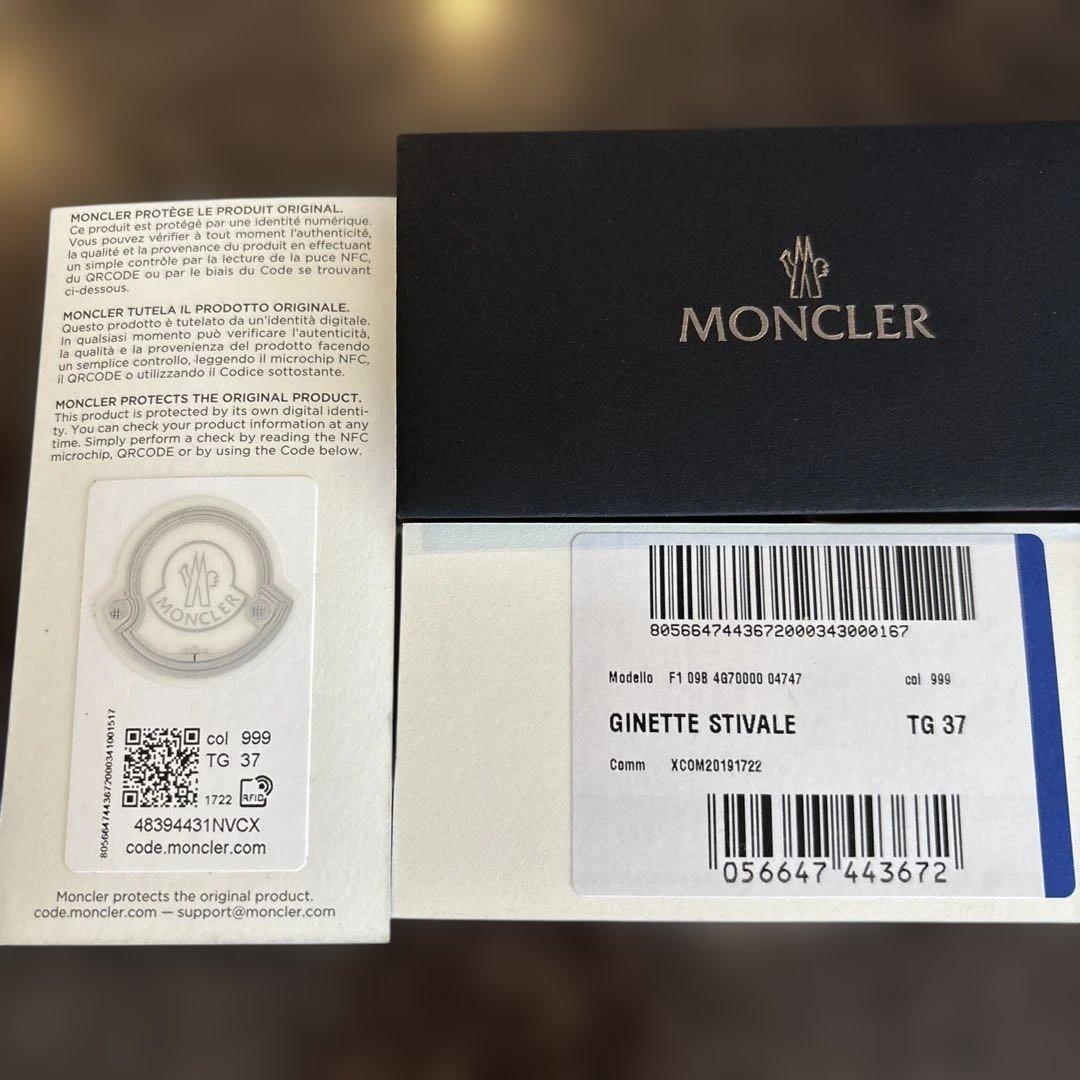 MONCLER PROTÈGE LE PRODUIT ORIGINAL.
Ce produit est protégé par une identité numérique.
Vous pouvez vérifier à tout moment l'authenticité,
la qualité et la provenance du produit en effectuant
un simple contrôle par la lecture de la puce NFC,
du QRCODE ou par le biais du Code se trouvant
ci-dessous.
MONCLER TUTELA IL PRODOTTO ORIGINALE.
Questo prodotto è tutelato da un'identità digitale.
In qualsiasi momento può verificare l'autenticità,
la qualità e la provenienza del prodotto facendo
un semplice controllo, leggendo il microchip NFC,
il QRCODE o utilizzando il Codice sottostante.
MONCLER PROTECTS THE ORIGINAL PRODUCT.
This product is protected by its own digital identi-
ty. You can check your product information at any
time. Simply perform a check by reading the NFC
microchip, QRCODE or by using the Code below.
MONCLER
8056647443672000341001517
col 999
TG 37
1722 RFID
48394431NVCX
code.moncler.com
Moncler protects the original product.
code.moncler.com — support@moncler.com
MONCLER
8056647443672000343000167
Modello F1 09B 4G70000 04747 col 999
GINETTE STIVALE TG 37
Comm XCOM20191722
056647 443672